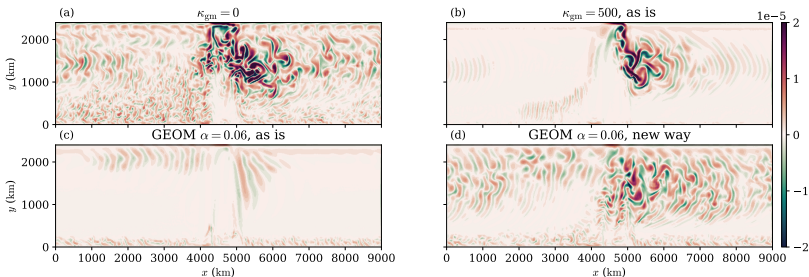 (a) κgm = 0
(b) κgm = 500, as is
1e−5
y (km)
2000
1000
0
2
1
0
−1
−2
(c) GEOM α = 0.06, as is
(d) GEOM α = 0.06, new way
y (km)
2000
1000
0
0 1000 2000 3000 4000 5000 6000 7000 8000 9000
x (km)
0 1000 2000 3000 4000 5000 6000 7000 8000 9000
x (km)